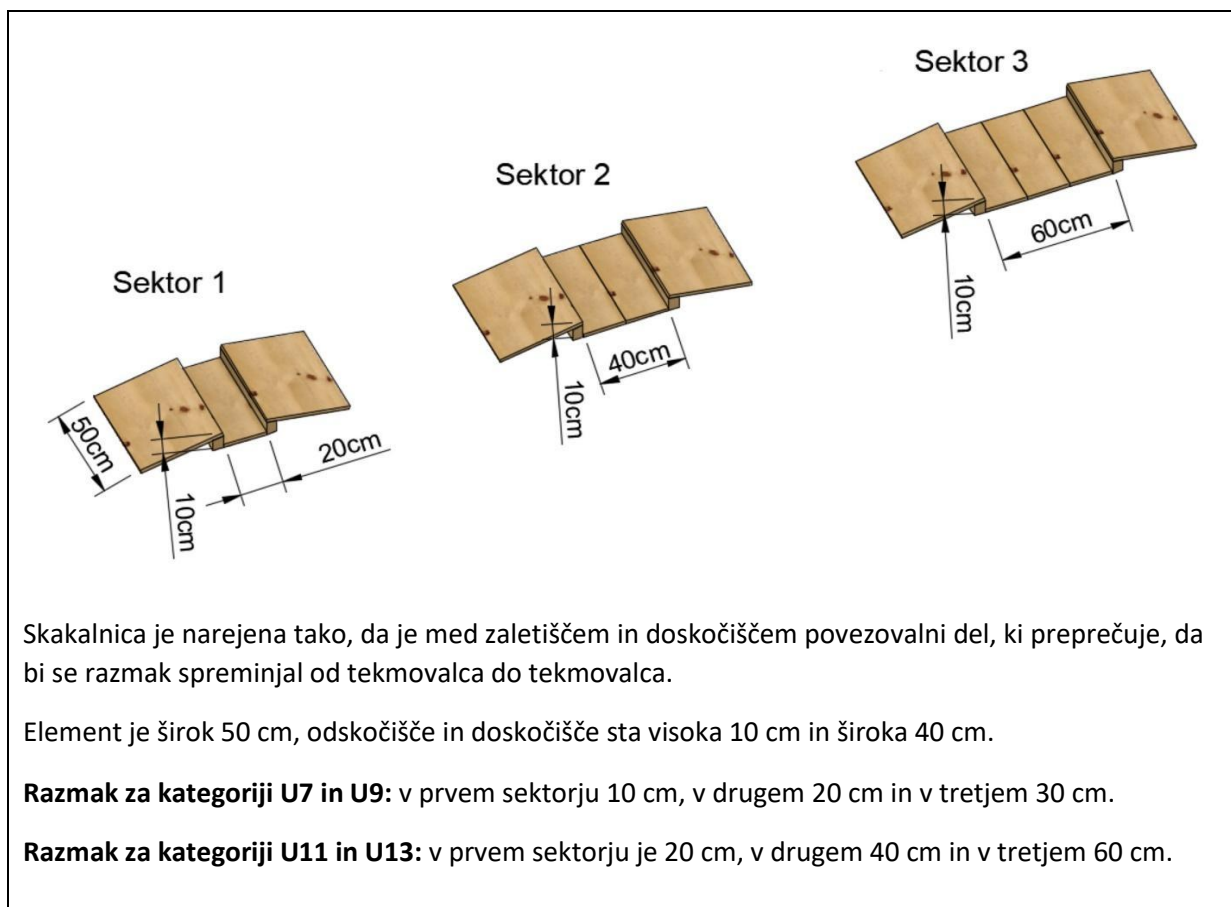 Sektor 3
60cm
10cm
Sektor 2
40cm
10cm
Sektor 1
50cm
20cm
10cm
Skakalnica je narejena tako, da je med zaletiščem in doskočiščem povezovalni del, ki preprečuje, da
bi se razmak spreminjal od tekmovalca do tekmovalca.
Element je širok 50 cm, odskočišče in doskočišče sta visoka 10 cm in široka 40 cm.
Razmak za kategoriji U7 in U9: v prvem sektorju 10 cm, v drugem 20 cm in v tretjem 30 cm.
Razmak za kategoriji U11 in U13: v prvem sektorju je 20 cm, v drugem 40 cm in v tretjem 60 cm.